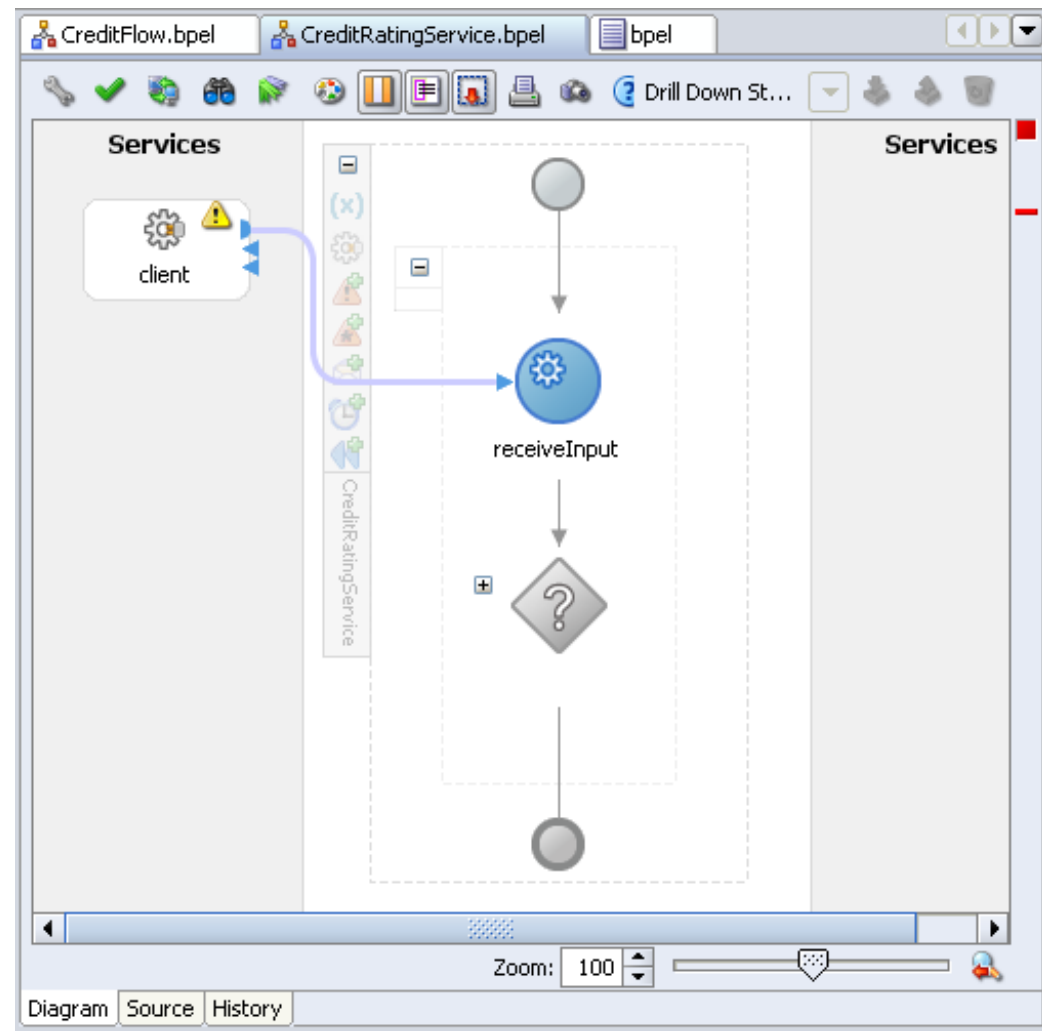 CreditFlow.bpel CreditRatingService.bpel bpel
Drill Down St...
Services Services
(x)
client
receiveInput
CreditRatingService
?
Zoom: 100
Diagram Source History